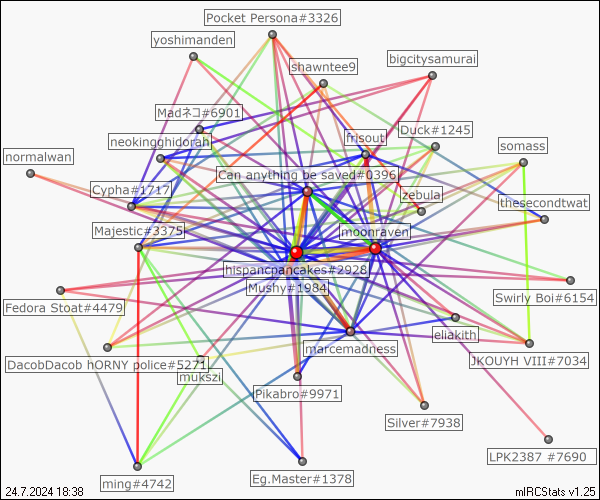 Pocket Persona#3326
yoshimanden
shawntee9
bigcitysamurai
Madネコ#6901
neokingghidorah
frisout
Duck#1245
somass
normalwan
Can anything be saved#0396
Cypha#1717
zebula
thesecondtwat
Majestic#3375
moonraven
hispancpancakes#2928
Mushy#1984
Swirly Boi#6154
Fedora Stoat#4479
eliakith
marcemadness
JKOUYH VIII#7034
DacobDacob hORNY police#5271
mukszi
Pikabro#9971
Silver#7938
LPK2387 #7690
Eg.Master#1378
ming#4742
24.7.2024 18:38
mIRCStats v1.25